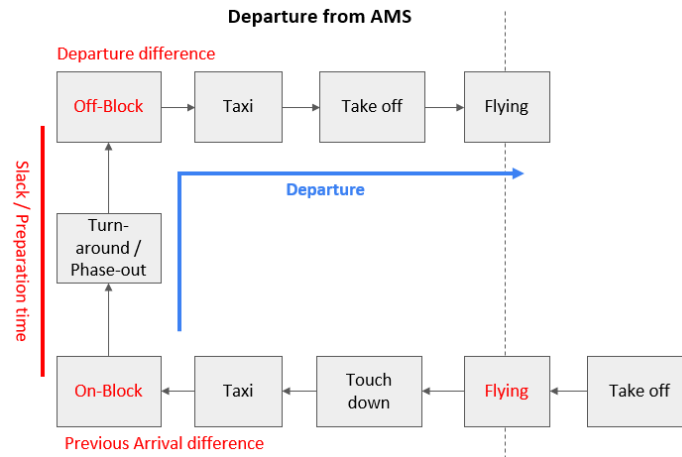 Departure from AMS
Departure difference
Off-Block
Taxi
Take off
Flying
Slack / Preparation time
Departure
Turn-
around /
Phase-out
On-Block
Taxi
Touch
down
Flying
Take off
Previous Arrival difference